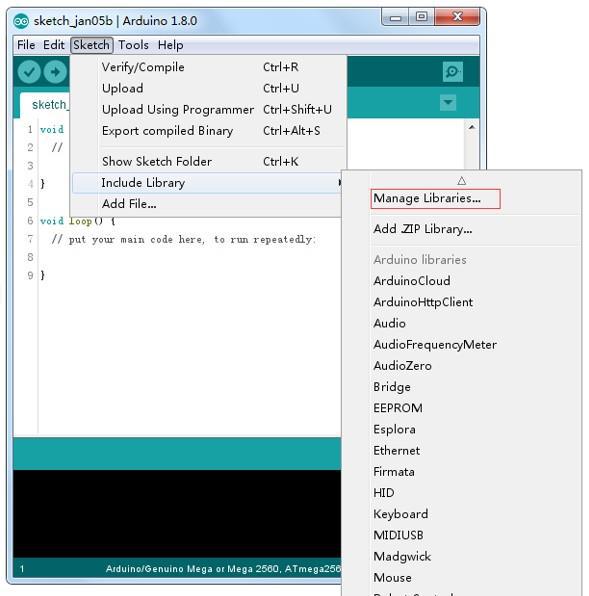 sketch_jan05b | Arduino 1.8.0
File Edit Sketch Tools Help
Verify/Compile Ctrl+R
Upload Ctrl+U
Upload Using Programmer Ctrl+Shift+U
Export compiled Binary Ctrl+Alt+S
Show Sketch Folder Ctrl+K
Include Library
Add File...
sketch_
1 void
2 //
3
4 }
5
6 void loop() {
7 // put your main code here, to run repeatedly:
8
9 }
Manage Libraries...
Add .ZIP Library...
Arduino libraries
ArduinoCloud
ArduinoHttpClient
Audio
AudioFrequencyMeter
AudioZero
Bridge
EEPROM
Esplora
Ethernet
Firmata
HID
Keyboard
MIDIUSB
Madgwick
Mouse
1 Arduino/Genuino Mega or Mega 2560, ATmega256